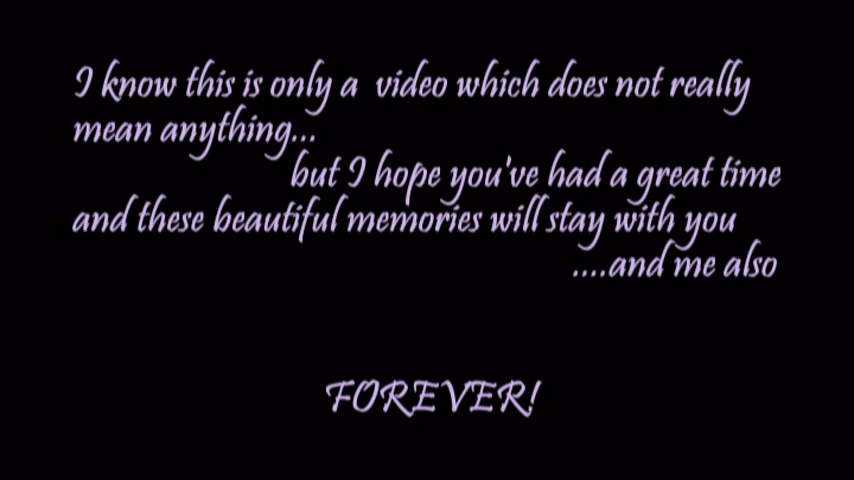 I know this is only a video which does not really
mean anything...
but I hope you've had a great time
and these beautiful memories will stay with you
....and me also
FOREVER!